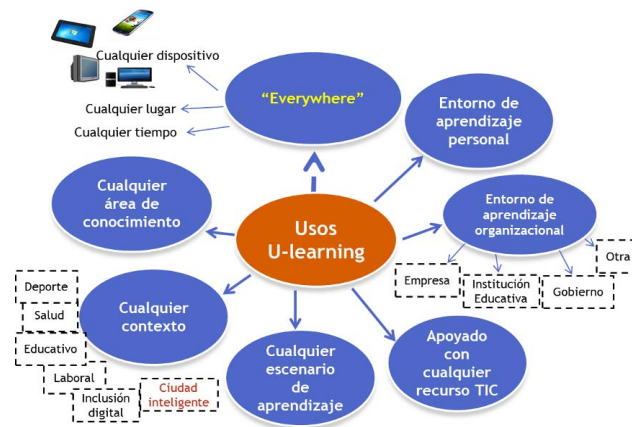 Cualquier dispositivo
Cualquier lugar
Cualquier tiempo
“Everywhere”
Entorno de
aprendizaje
personal
Cualquier
área de
conocimiento
Usos
U-learning
Entorno de
aprendizaje
organizacional
Otra
Empresa
Institución
Educativa
Gobierno
Deporte
Salud
Educativo
Laboral
Inclusión
digital
Ciudad
inteligente
Cualquier
contexto
Cualquier
escenario
de
aprendizaje
Apoyado
con
cualquier
recurso TIC